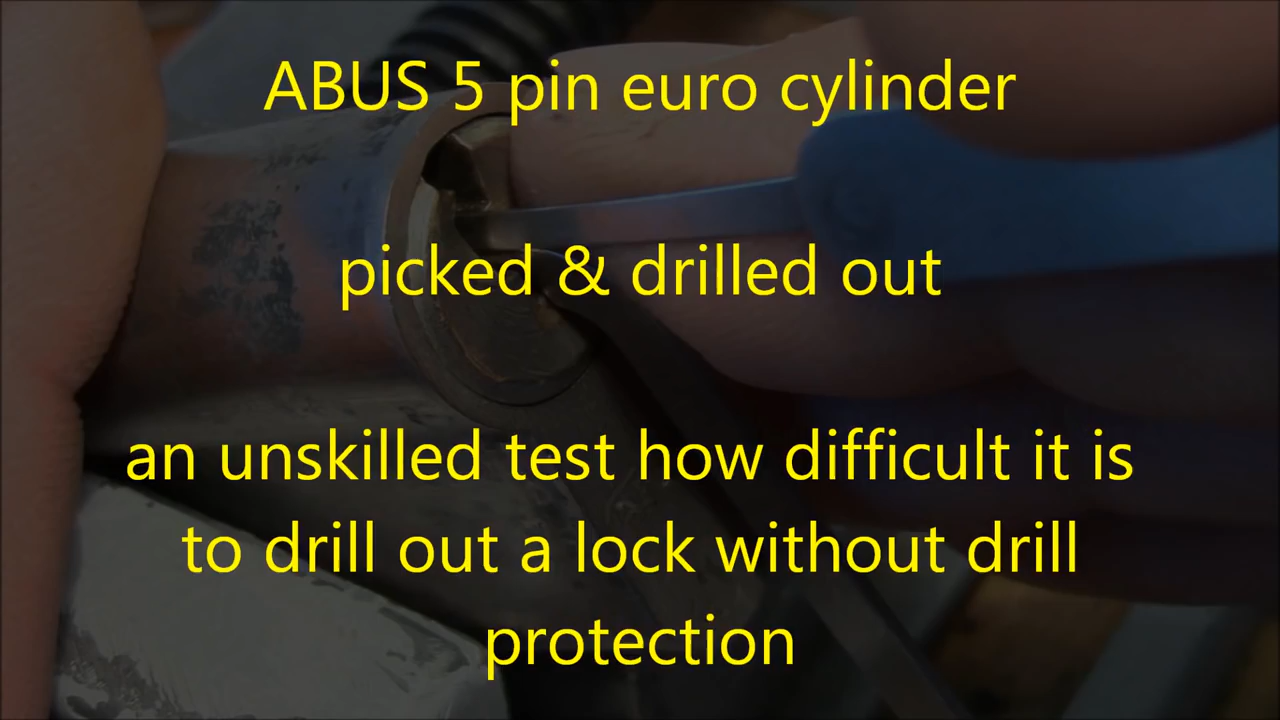 ABUS 5 pin euro cylinder
picked & drilled out
an unskilled test how difficult it is
to drill out a lock without drill
protection